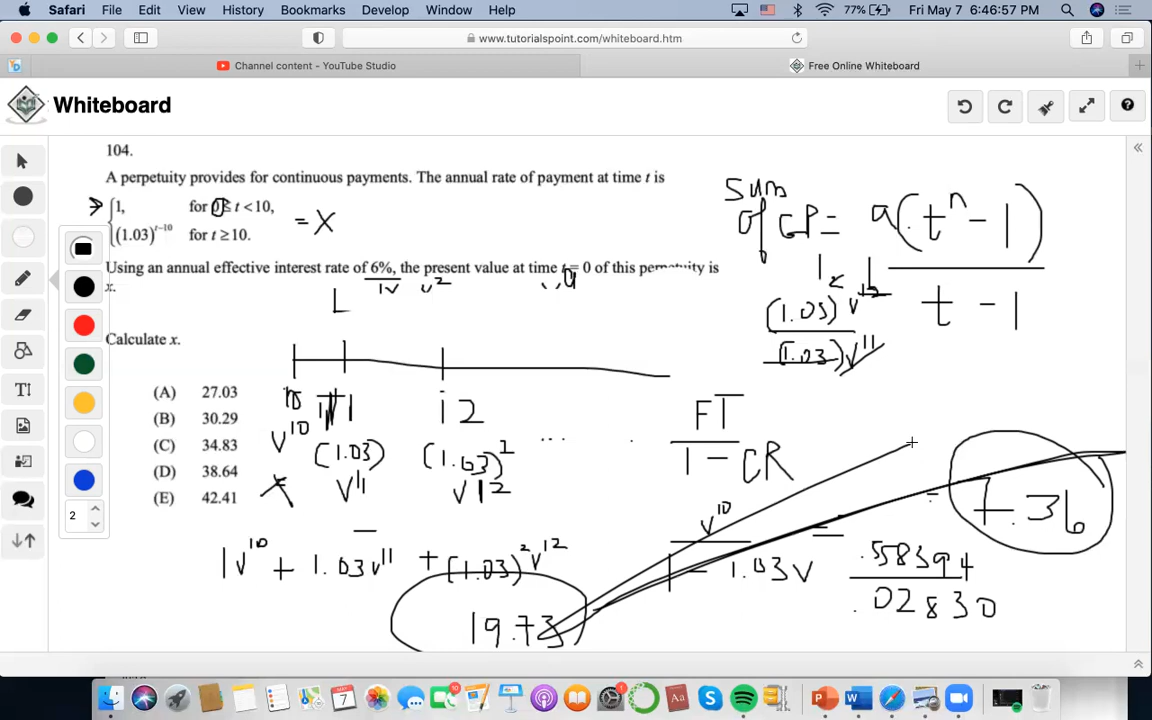 Safari File Edit View History Bookmarks Develop Window Help 77% Fri May 7 6:46:57 PM
www.tutorialspoint.com/whiteboard.htm
Channel content - YouTube Studio Free Online Whiteboard
Whiteboard
104.
A perpetuity provides for continuous payments. The annual rate of payment at time t is
1, for 0 ≤ t < 10,
(1.03)^{t-10} for t ≥ 10.
= X
Using an annual effective interest rate of 6%, the present value at time t = 0 of this perpetuity is
x.
1v v^2
Calculate x.
(A) 27.03
(B) 30.29
(C) 34.83
(D) 38.64
(E) 42.41
Sum
of GP = a(t^n - 1)
t - 1
(1.03) v^12
(1.03) v^11
10 11 12
v^10 (1.03) (1.03)^2 ...
v^11 v^12
FT
1 - CR
1v^10 + 1.03v^11 + (1.03)^2 v^12
v^10
1 - 1.03v
=
.558394
.02830
=
7.36
19.73
T
2